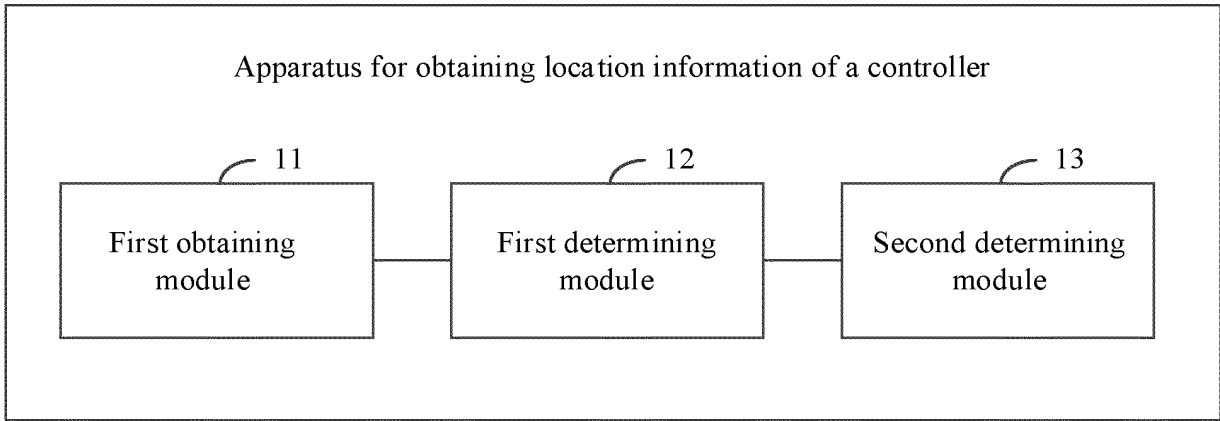 Apparatus for obtaining location information of a controller
11
12
13
First obtaining
module
First determining
module
Second determining
module